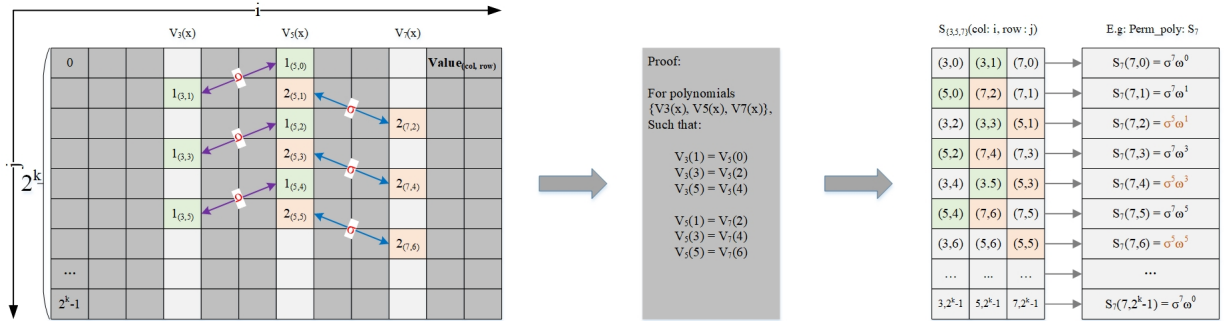 i
V₃(x) V₅(x) V₇(x)
j
2ᵏ
0 1(5,0) Value(col, row)
σ
1(3,1) 2(5,1)
σ
1(5,2) 2(7,2)
σ
1(3,3) 2(5,3)
σ
1(5,4) 2(7,4)
σ
1(3,5) 2(5,5)
σ
2(7,6)
...
2ᵏ-1
Proof:
For polynomials
{V3(x), V5(x), V7(x)},
Such that:
V₃(1) = V₅(0)
V₃(3) = V₅(2)
V₃(5) = V₅(4)
V₅(1) = V₇(2)
V₅(3) = V₇(4)
V₅(5) = V₇(6)
S{3,5,7}(col: i, row : j) E.g: Perm_poly: S₇
(3,0) (3,1) (7,0) S₇(7,0) = σ⁷ω⁰
(5,0) (7,2) (7,1) S₇(7,1) = σ⁷ω¹
(3,2) (3,3) (5,1) S₇(7,2) = σ⁵ω¹
(5,2) (7,4) (7,3) S₇(7,3) = σ⁷ω³
(3,4) (3.5) (5,3) S₇(7,4) = σ⁵ω³
(5,4) (7,6) (7,5) S₇(7,5) = σ⁷ω⁵
(3,6) (5,6) (5,5) S₇(7,6) = σ⁵ω⁵
... ... ... ...
3,2ᵏ-1 5,2ᵏ-1 7,2ᵏ-1 S₇(7,2ᵏ-1) = σ⁷ω⁰